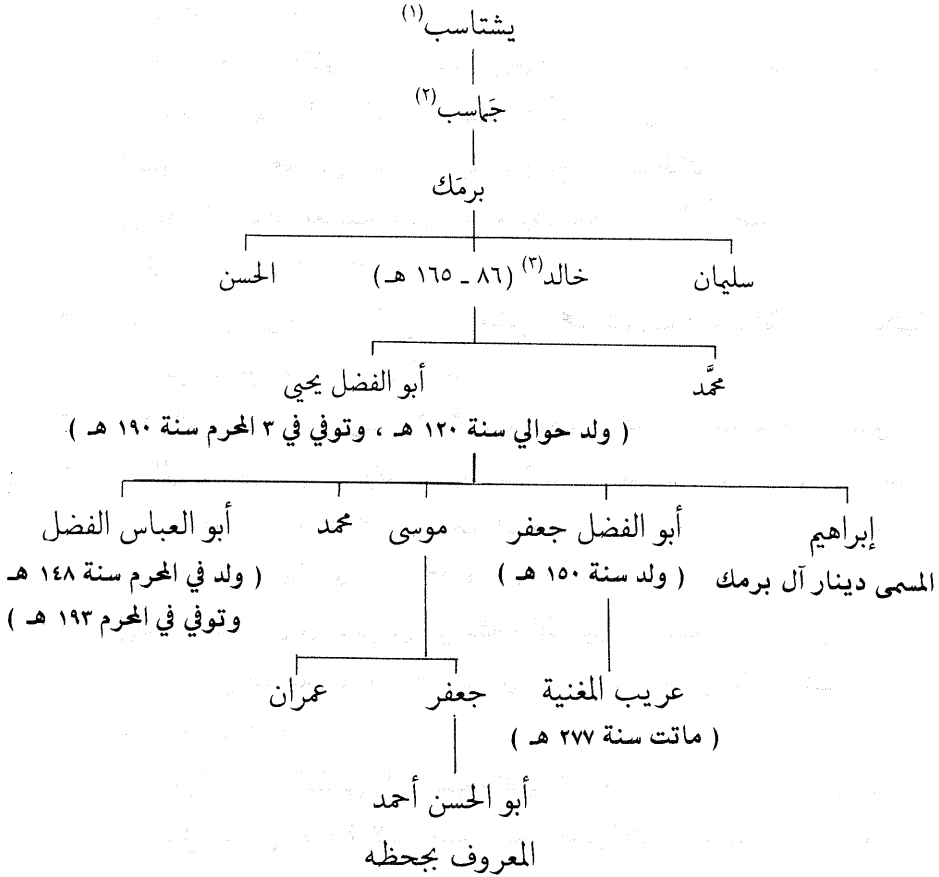 يشتاسب(١)
جَماسب(٢)
برمَك
سليمان خالد(٣) (٨٦ ـ ١٦٥ هـ) الحسن
محمَّد أبو الفضل يحيى
( ولد حوالي سنة ١٢٠ هـ ، وتوفي في ٣ المحرم سنة ١٩٠ هـ )
إبراهيم أبو الفضل جعفر موسى محمد أبو العباس الفضل
المسمى دينار آل برمك ( ولد سنة ١٥٠ هـ ) ( ولد في المحرم سنة ١٤٨ هـ
وتوفي في المحرم ١٩٣ هـ )
عريب المغنية جعفر عمران
( ماتت سنة ٢٧٧ هـ )
أبو الحسن أحمد
المعروف بجحظه